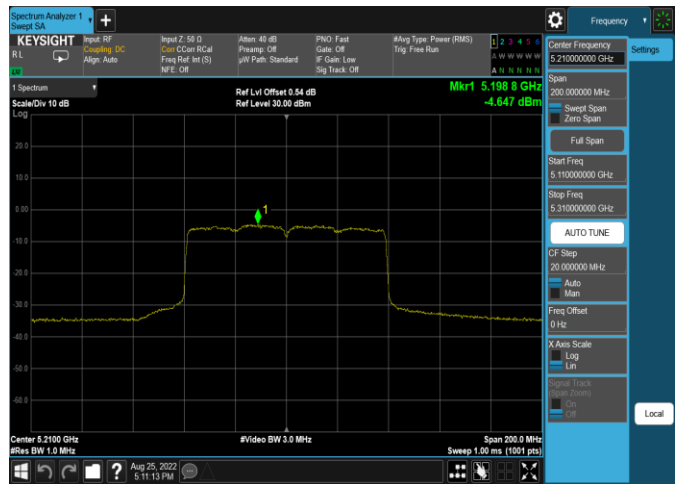 Spectrum Analyzer 1
Swept SA
+
Frequency
KEYSIGHT
R L
Input: RF
Coupling: DC
Align: Auto
Input Z: 50 Ω
Corr CCorr RCal
Freq Ref: Int (S)
NFE: Off
Atten: 40 dB
Preamp: Off
µW Path: Standard
PNO: Fast
Gate: Off
IF Gain: Low
Sig Track: Off
#Avg Type: Power (RMS)
Trig: Free Run
1 2 3 4 5 6
A W W W W W
A N N N N N
1 Spectrum
Scale/Div 10 dB
Log
Ref Lvl Offset 0.54 dB
Ref Level 30.00 dBm
Mkr1 5.198 8 GHz
-4.647 dBm
20.0
10.0
0.00
-10.0
-20.0
-30.0
-40.0
-50.0
-60.0
1
Center 5.2100 GHz
#Res BW 1.0 MHz
#Video BW 3.0 MHz
Span 200.0 MHz
Sweep 1.00 ms (1001 pts)
Aug 25, 2022
5:11:13 PM
Center Frequency
5.210000000 GHz
Span
200.000000 MHz
Swept Span
Zero Span
Full Span
Start Freq
5.110000000 GHz
Stop Freq
5.310000000 GHz
AUTO TUNE
CF Step
20.000000 MHz
Auto
Man
Freq Offset
0 Hz
X Axis Scale
Log
Lin
Signal Track
(Span Zoom)
On
Off
Settings
Local